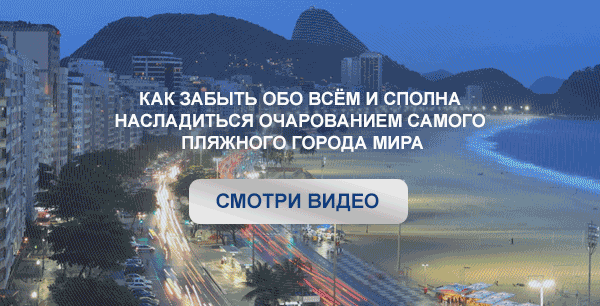 КАК ЗАБЫТЬ ОБО ВСЁМ И СПОЛНА
НАСЛАДИТЬСЯ ОЧАРОВАНИЕМ САМОГО
ПЛЯЖНОГО ГОРОДА МИРА
СМОТРИ ВИДЕО